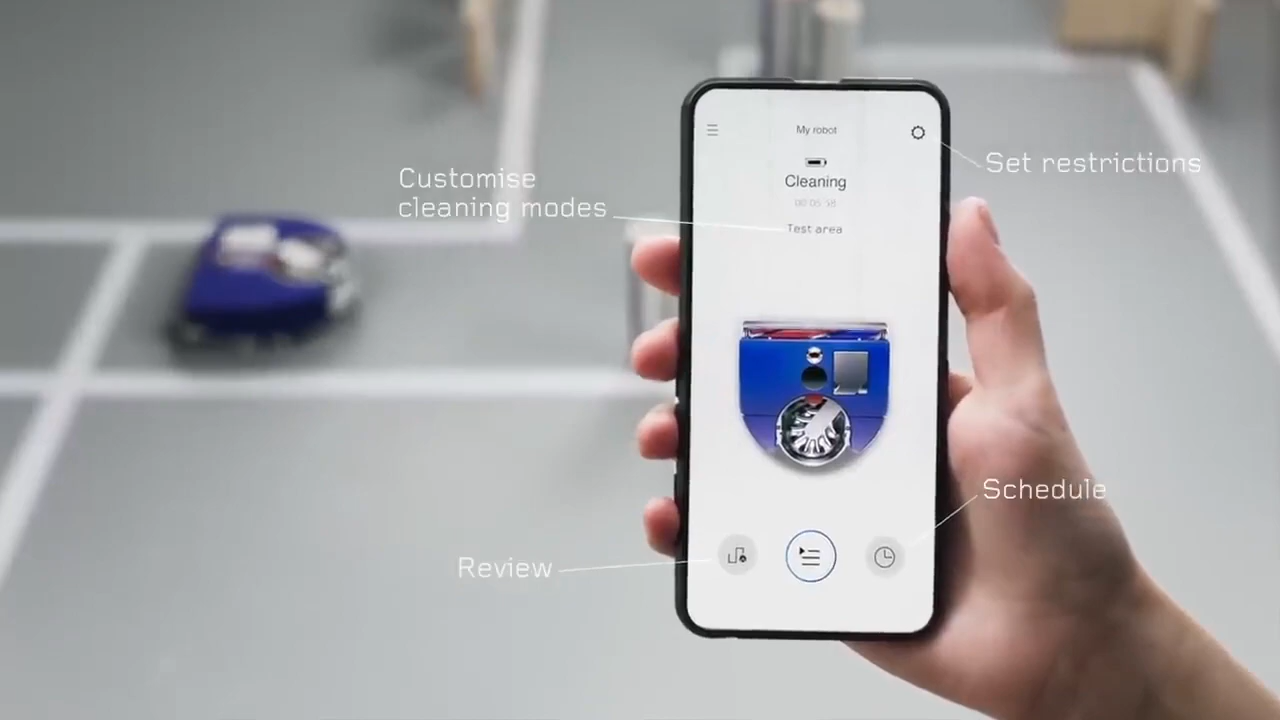 My robot
Cleaning
Test area
Customise
cleaning modes
Set restrictions
Schedule
Review